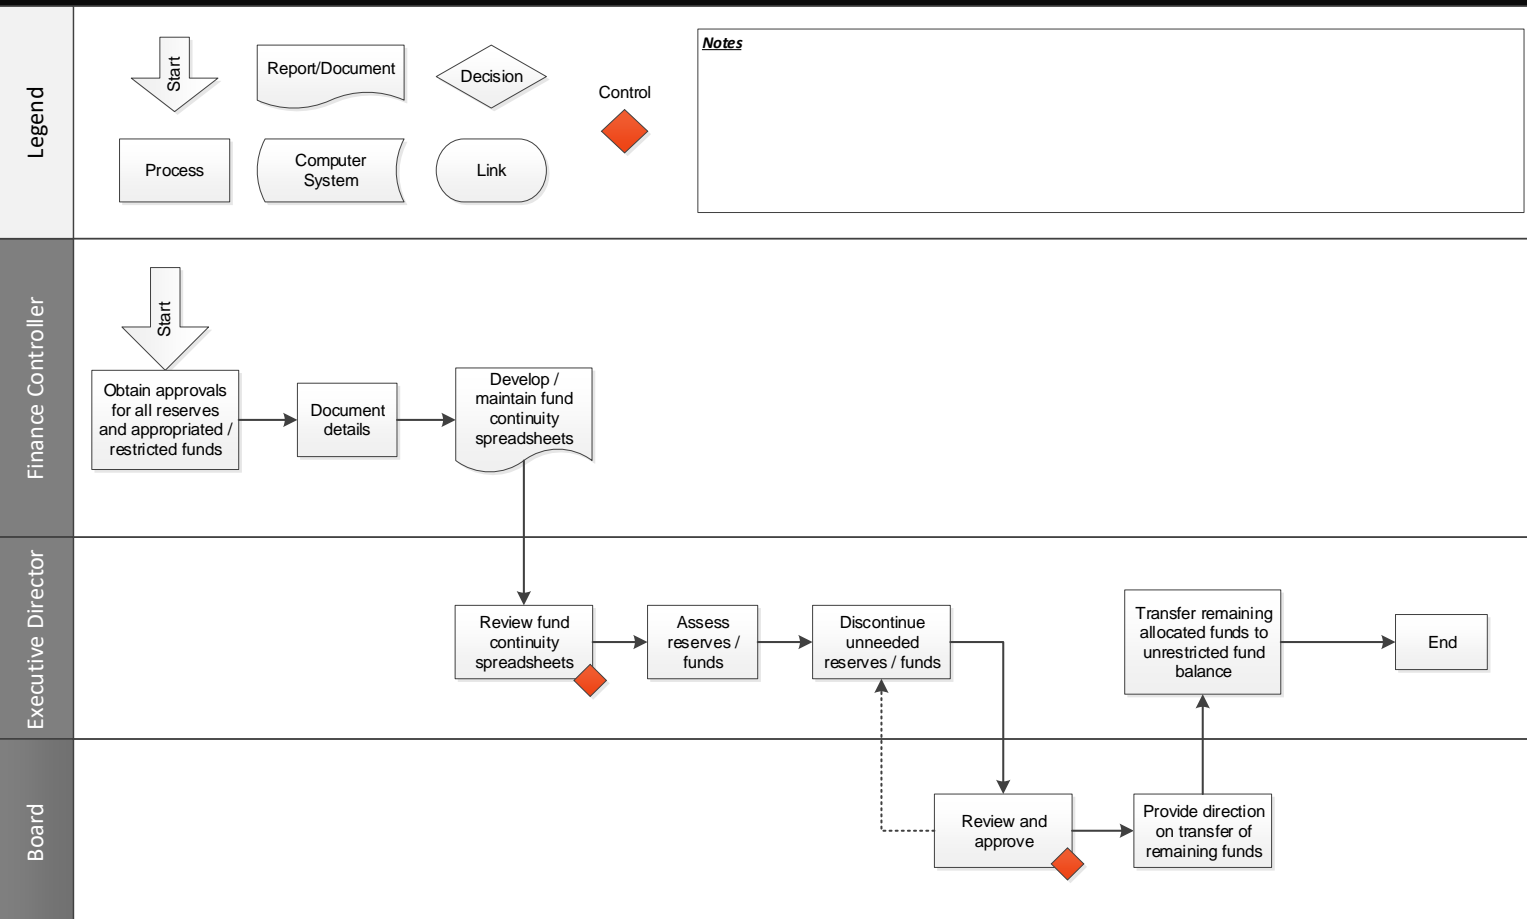 Legend
Start
Report/Document
Decision
Control
Process
Computer
System
Link
Notes
Finance Controller
Start
Obtain approvals
for all reserves
and appropriated /
restricted funds
Document
details
Develop /
maintain fund
continuity
spreadsheets
Executive Director
Review fund
continuity
spreadsheets
Assess
reserves /
funds
Discontinue
unneeded
reserves / funds
Transfer remaining
allocated funds to
unrestricted fund
balance
End
Board
Review and
approve
Provide direction
on transfer of
remaining funds